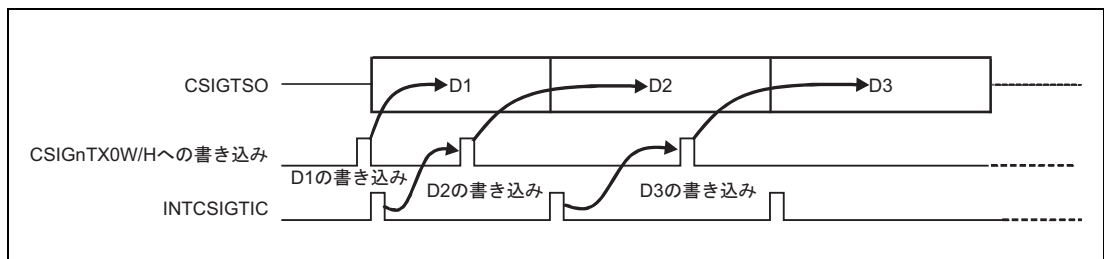 CSIGTSO
D1
D2
D3
CSIGnTX0W/Hへの書き込み
D1の書き込み
D2の書き込み
D3の書き込み
INTCSIGTIC